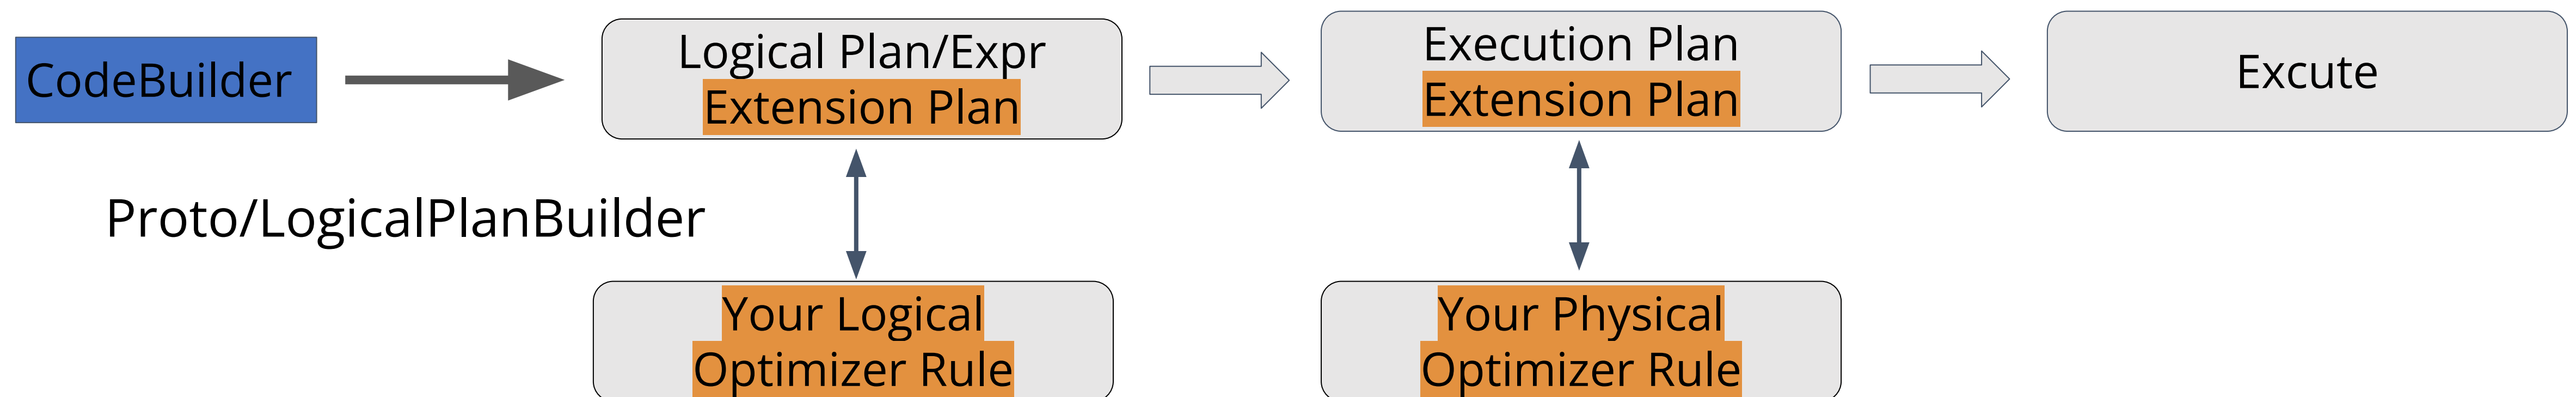 CodeBuilder
Logical Plan/Expr
Extension Plan
Execution Plan
Extension Plan
Excute
Proto/LogicalPlanBuilder
Your Logical
Optimizer Rule
Your Physical
Optimizer Rule